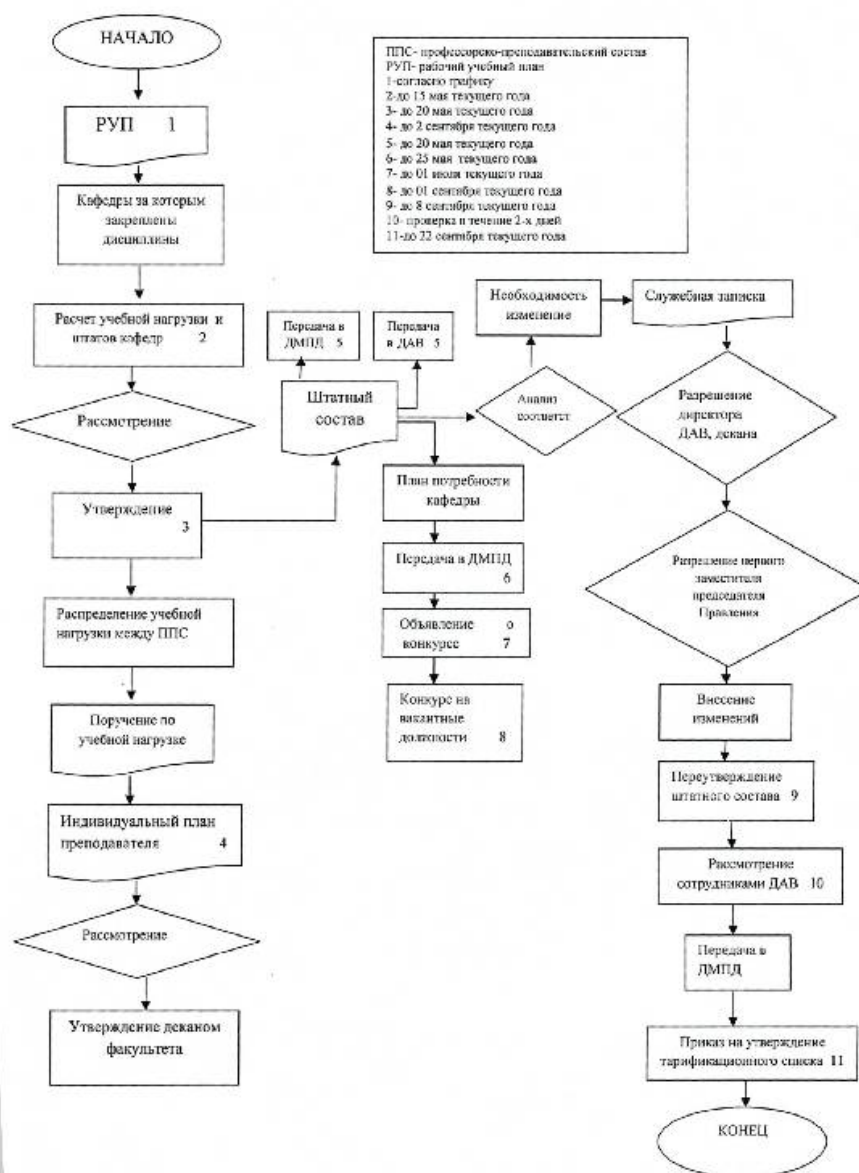 НАЧАЛО
РУП 1
Кафедры за которым
закреплены
дисциплины
Расчет учебной нагрузки и
штатов кафедр 2
Рассмотрение
Утверждение
3
Распределение учебной
нагрузки между ППС
Поручение по
учебной нагрузке
Индивидуальный план
преподавателя 4
Рассмотрение
Утверждение деканом
факультета
ППС- профессорско-преподавательский состав
РУП- рабочий учебный план
1-согласно графику
2-до 15 мая текущего года
3- до 20 мая текущего года
4- до 2 сентября текущего года
5- до 20 мая текущего года
6- до 25 мая текущего года
7- до 01 июля текущего года
8- до 01 сентября текущего года
9- до 8 сентября текущего года
10- проверка в течение 2-х дней
11-до 22 сентября текущего года
Передача в
ДМПД 5
Передача
в ДАВ 5
Штатный
состав
План потребности
кафедры
Передача в ДМПД
6
Объявление о
конкурсе 7
Конкурс на
вакантные
должности 8
Анализ
соответст
Необходимость
изменение
Служебная записка
Разрешение
директора
ДАВ, декана
Разрешение первого
заместителя
председателя
Правления
Внесение
изменений
Переутверждение
штатного состава 9
Рассмотрение
сотрудниками ДАВ 10
Передача в
ДМПД
Приказ на утверждение
тарификационного списка 11
КОНЕЦ